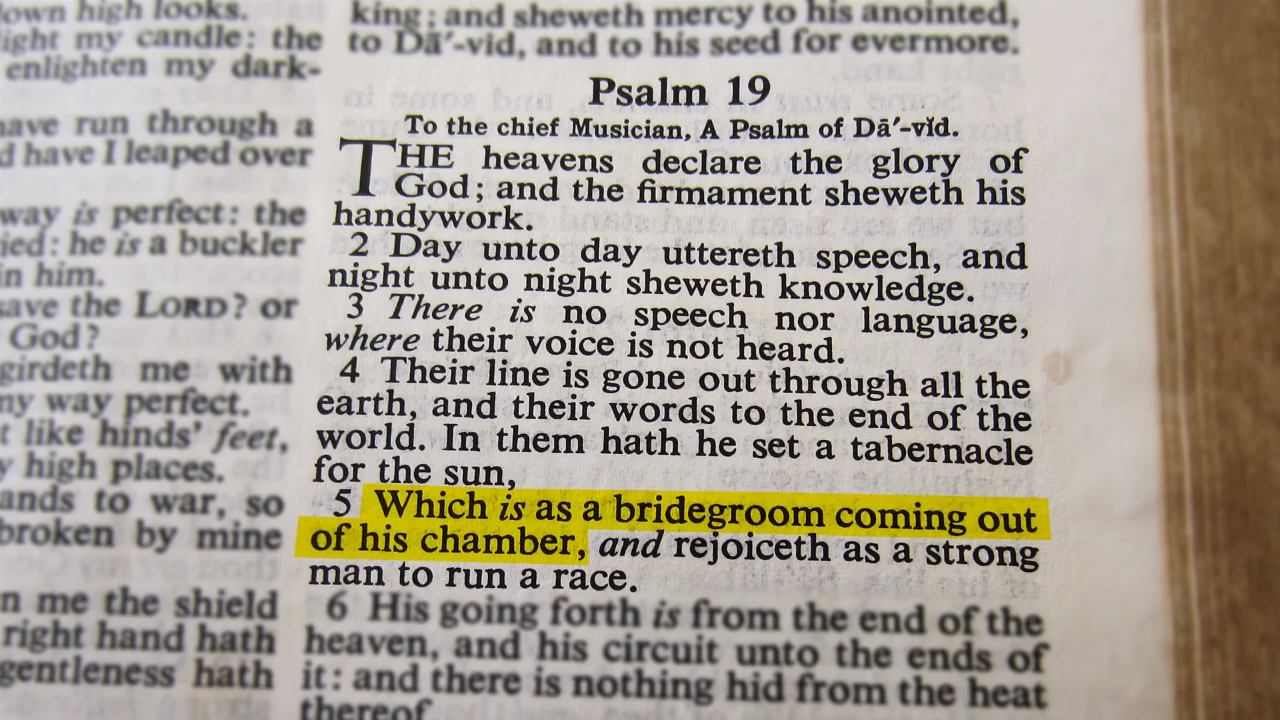 down high looks.
light my candle: the
enlighten my dark-
have run through a
d have I leaped over
way is perfect: the
ried: he is a buckler
in him.
save the LORD? or
God?
girdeth me with
my way perfect.
t like hinds' feet,
y high places.
ands to war, so
broken by mine
n me the shield
right hand hath
gentleness hath
king; and sheweth mercy to his anointed,
to Dā′-vid, and to his seed for evermore.
Psalm 19
To the chief Musician, A Psalm of Dā′-vĭd.
THE heavens declare the glory of
God; and the firmament sheweth his
handywork.
2 Day unto day uttereth speech, and
night unto night sheweth knowledge.
3 There is no speech nor language,
where their voice is not heard.
4 Their line is gone out through all the
earth, and their words to the end of the
world. In them hath he set a tabernacle
for the sun,
5 Which is as a bridegroom coming out
of his chamber, and rejoiceth as a strong
man to run a race.
6 His going forth is from the end of the
heaven, and his circuit unto the ends of
it: and there is nothing hid from the heat
thereof